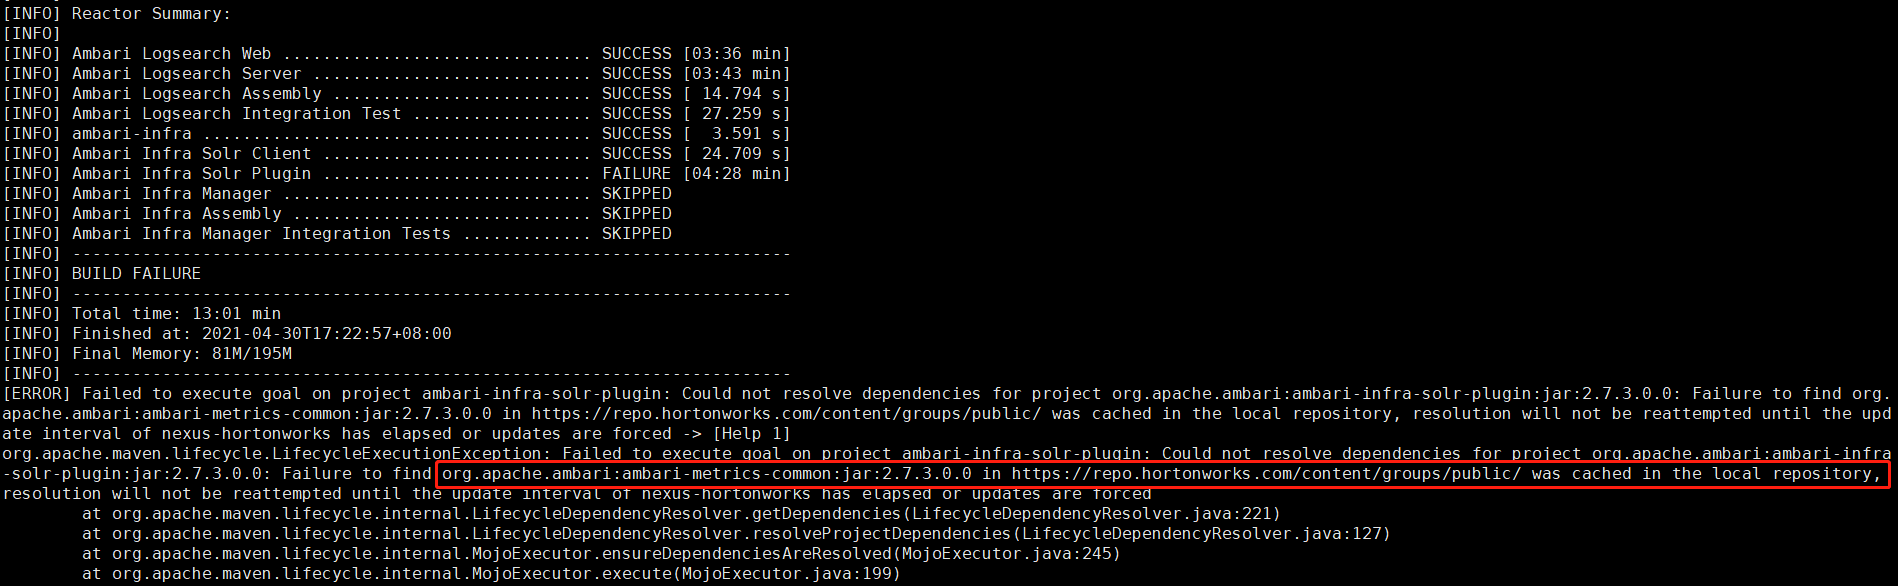 [INFO] Reactor Summary:
[INFO]
[INFO] Ambari Logsearch Web ............................... SUCCESS [03:36 min]
[INFO] Ambari Logsearch Server ............................ SUCCESS [03:43 min]
[INFO] Ambari Logsearch Assembly .......................... SUCCESS [ 14.794 s]
[INFO] Ambari Logsearch Integration Test .................. SUCCESS [ 27.259 s]
[INFO] ambari-infra ....................................... SUCCESS [  3.591 s]
[INFO] Ambari Infra Solr Client ........................... SUCCESS [ 24.709 s]
[INFO] Ambari Infra Solr Plugin ........................... FAILURE [04:28 min]
[INFO] Ambari Infra Manager ............................... SKIPPED
[INFO] Ambari Infra Assembly .............................. SKIPPED
[INFO] Ambari Infra Manager Integration Tests ............. SKIPPED
[INFO] ------------------------------------------------------------------------
[INFO] BUILD FAILURE
[INFO] ------------------------------------------------------------------------
[INFO] Total time: 13:01 min
[INFO] Finished at: 2021-04-30T17:22:57+08:00
[INFO] Final Memory: 81M/195M
[INFO] ------------------------------------------------------------------------
[ERROR] Failed to execute goal on project ambari-infra-solr-plugin: Could not resolve dependencies for project org.apache.ambari:ambari-infra-solr-plugin:jar:2.7.3.0.0: Failure to find org.
apache.ambari:ambari-metrics-common:jar:2.7.3.0.0 in https://repo.hortonworks.com/content/groups/public/ was cached in the local repository, resolution will not be reattempted until the upd
ate interval of nexus-hortonworks has elapsed or updates are forced -> [Help 1]
org.apache.maven.lifecycle.LifecycleExecutionException: Failed to execute goal on project ambari-infra-solr-plugin: Could not resolve dependencies for project org.apache.ambari:ambari-infra
-solr-plugin:jar:2.7.3.0.0: Failure to find org.apache.ambari:ambari-metrics-common:jar:2.7.3.0.0 in https://repo.hortonworks.com/content/groups/public/ was cached in the local repository,
resolution will not be reattempted until the update interval of nexus-hortonworks has elapsed or updates are forced
at org.apache.maven.lifecycle.internal.LifecycleDependencyResolver.getDependencies(LifecycleDependencyResolver.java:221)
at org.apache.maven.lifecycle.internal.LifecycleDependencyResolver.resolveProjectDependencies(LifecycleDependencyResolver.java:127)
at org.apache.maven.lifecycle.internal.MojoExecutor.ensureDependenciesAreResolved(MojoExecutor.java:245)
at org.apache.maven.lifecycle.internal.MojoExecutor.execute(MojoExecutor.java:199)